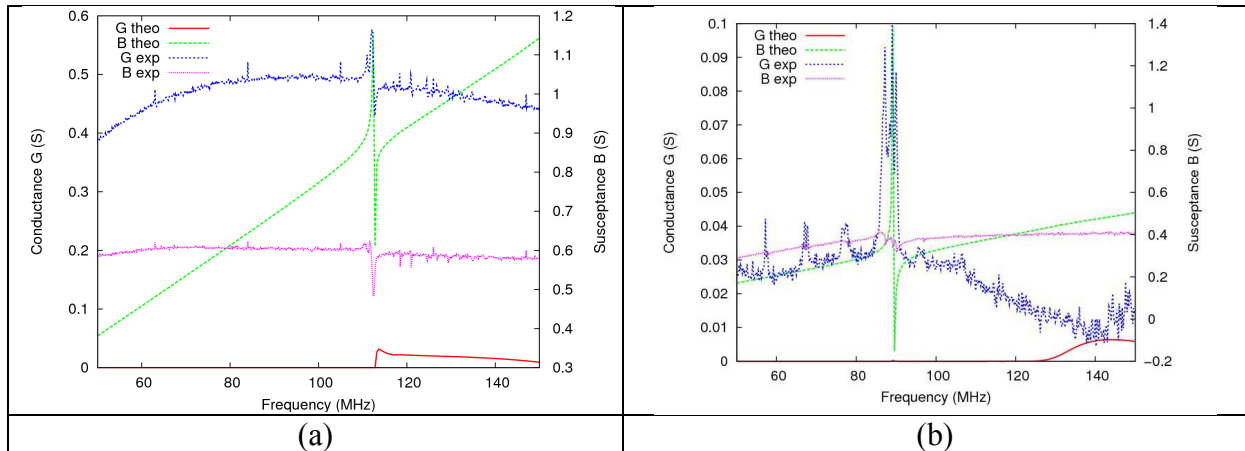 G theo
B theo
G exp
B exp
Conductance G (S)
0.6
0.5
0.4
0.3
0.2
0.1
0
Susceptance B (S)
1.2
1.1
1
0.9
0.8
0.7
0.6
0.5
0.4
0.3
60 80 100 120 140
Frequency (MHz)
(a)
G theo
B theo
G exp
B exp
Conductance G (S)
0.1
0.09
0.08
0.07
0.06
0.05
0.04
0.03
0.02
0.01
0
Susceptance B (S)
1.4
1.2
1
0.8
0.6
0.4
0.2
0
−0.2
60 80 100 120 140
Frequency (MHz)
(b)